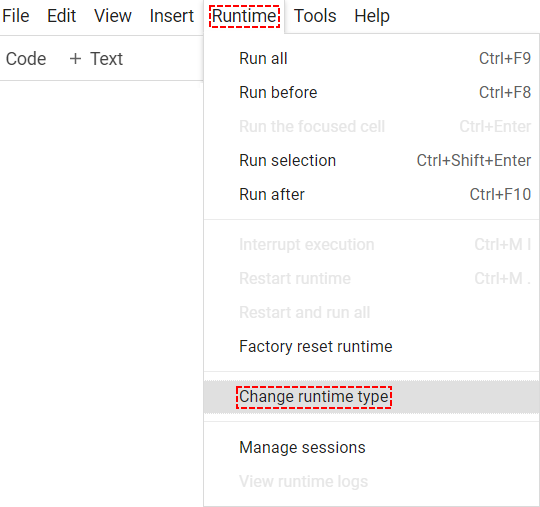 File Edit View Insert Runtime Tools Help
Code + Text
Run all Ctrl+F9
Run before Ctrl+F8
Run the focused cell Ctrl+Enter
Run selection Ctrl+Shift+Enter
Run after Ctrl+F10
Interrupt execution Ctrl+M I
Restart runtime Ctrl+M .
Restart and run all
Factory reset runtime
Change runtime type
Manage sessions
View runtime logs